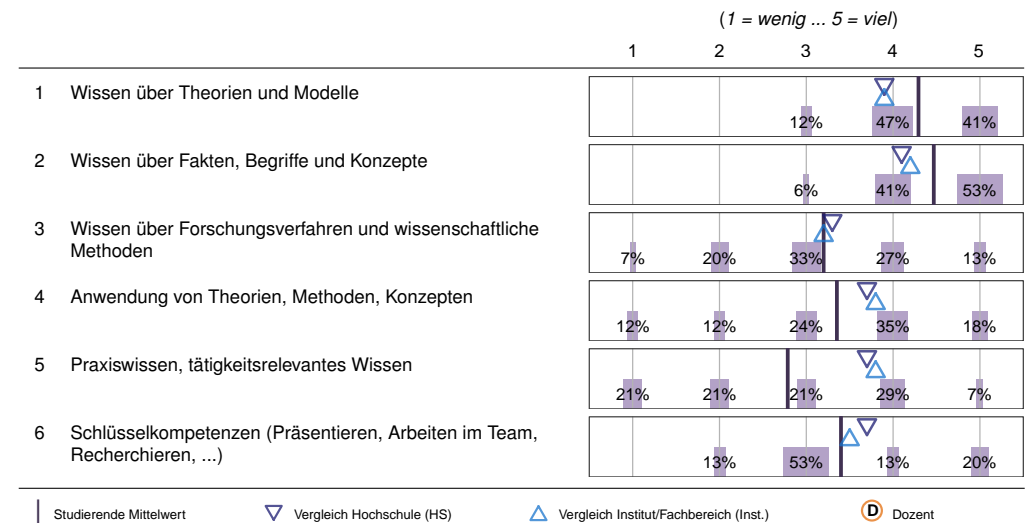 (1 = wenig ... 5 = viel)
1 2 3 4 5
1 Wissen über Theorien und Modelle
12% 47% 41%
2 Wissen über Fakten, Begriffe und Konzepte
6% 41% 53%
3 Wissen über Forschungsverfahren und wissenschaftliche
Methoden
7% 20% 33% 27% 13%
4 Anwendung von Theorien, Methoden, Konzepten
12% 12% 24% 35% 18%
5 Praxiswissen, tätigkeitsrelevantes Wissen
21% 21% 21% 29% 7%
6 Schlüsselkompetenzen (Präsentieren, Arbeiten im Team,
Recherchieren, ...)
13% 53% 13% 20%
Studierende Mittelwert Vergleich Hochschule (HS) Vergleich Institut/Fachbereich (Inst.) D Dozent